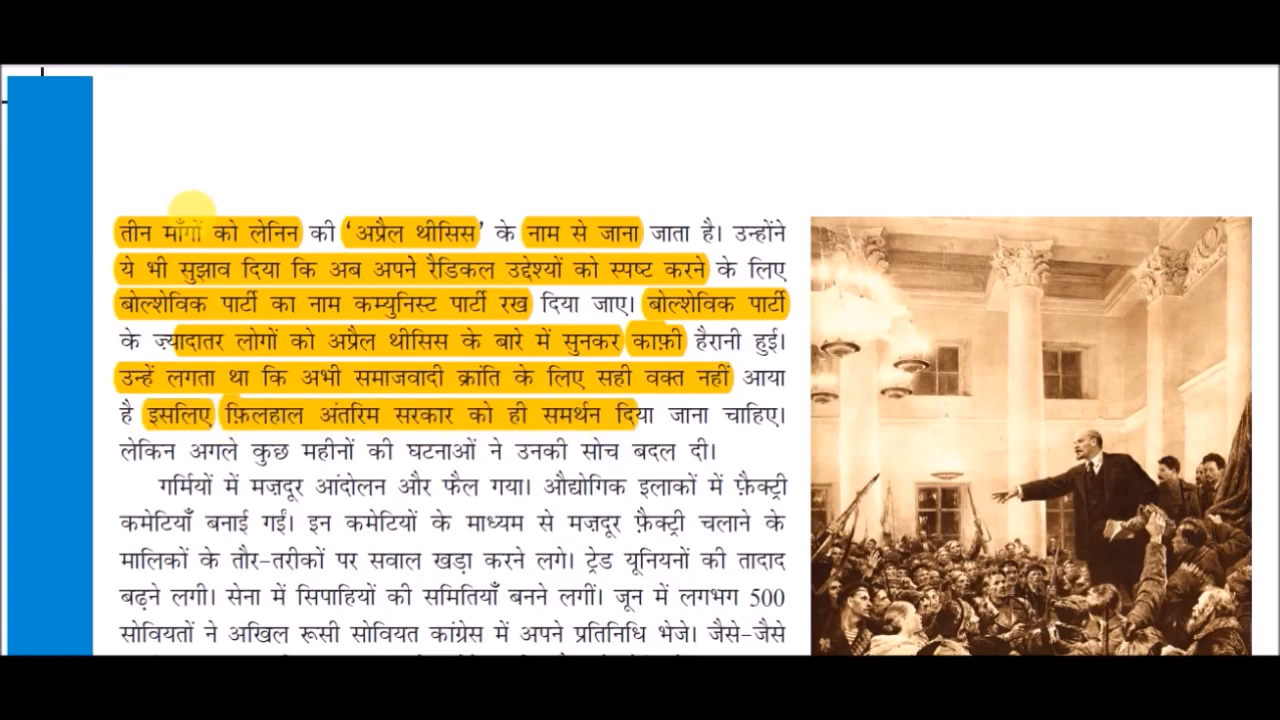 तीन माँगों को लेनिन की ‘अप्रैल थीसिस’ के नाम से जाना जाता है। उन्होंने
ये भी सुझाव दिया कि अब अपने रैडिकल उद्देश्यों को स्पष्ट करने के लिए
बोल्शेविक पार्टी का नाम कम्युनिस्ट पार्टी रख दिया जाए। बोल्शेविक पार्टी
के ज़्यादातर लोगों को अप्रैल थीसिस के बारे में सुनकर काफ़ी हैरानी हुई।
उन्हें लगता था कि अभी समाजवादी क्रांति के लिए सही वक्त नहीं आया
है इसलिए फ़िलहाल अंतरिम सरकार को ही समर्थन दिया जाना चाहिए।
लेकिन अगले कुछ महीनों की घटनाओं ने उनकी सोच बदल दी।
गर्मियों में मज़दूर आंदोलन और फैल गया। औद्योगिक इलाकों में फ़ैक्ट्री
कमेटियाँ बनाई गईं। इन कमेटियों के माध्यम से मज़दूर फ़ैक्ट्री चलाने के
मालिकों के तौर-तरीकों पर सवाल खड़ा करने लगे। ट्रेड यूनियनों की तादाद
बढ़ने लगी। सेना में सिपाहियों की समितियाँ बनने लगीं। जून में लगभग 500
सोवियतों ने अखिल रूसी सोवियत कांग्रेस में अपने प्रतिनिधि भेजे। जैसे-जैसे